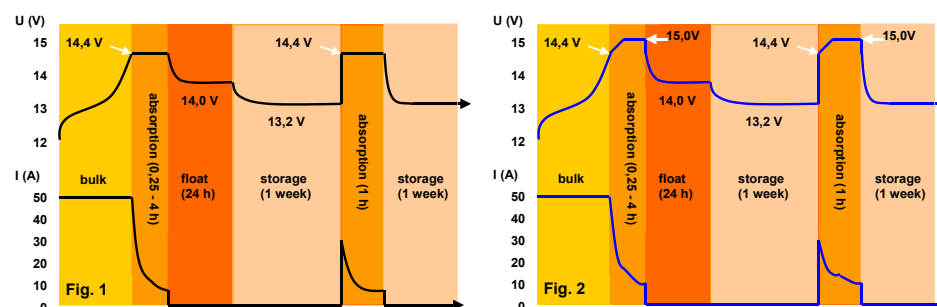 U (V)
15
14
13
12
I (A)
50
40
30
20
10
0
14,4 V
14,0 V
13,2 V
14,4 V
bulk
absorption (0,25 - 4 h)
float
(24 h)
storage
(1 week)
absorption (1 h)
storage
(1 week)
Fig. 1
U (V)
15
14
13
12
I (A)
50
40
30
20
10
0
14,4 V
15,0V
14,0 V
13,2 V
14,4 V
15,0V
bulk
absorption (0,25 - 4 h)
float
(24 h)
storage
(1 week)
absorption (1 h)
storage
(1 week)
Fig. 2